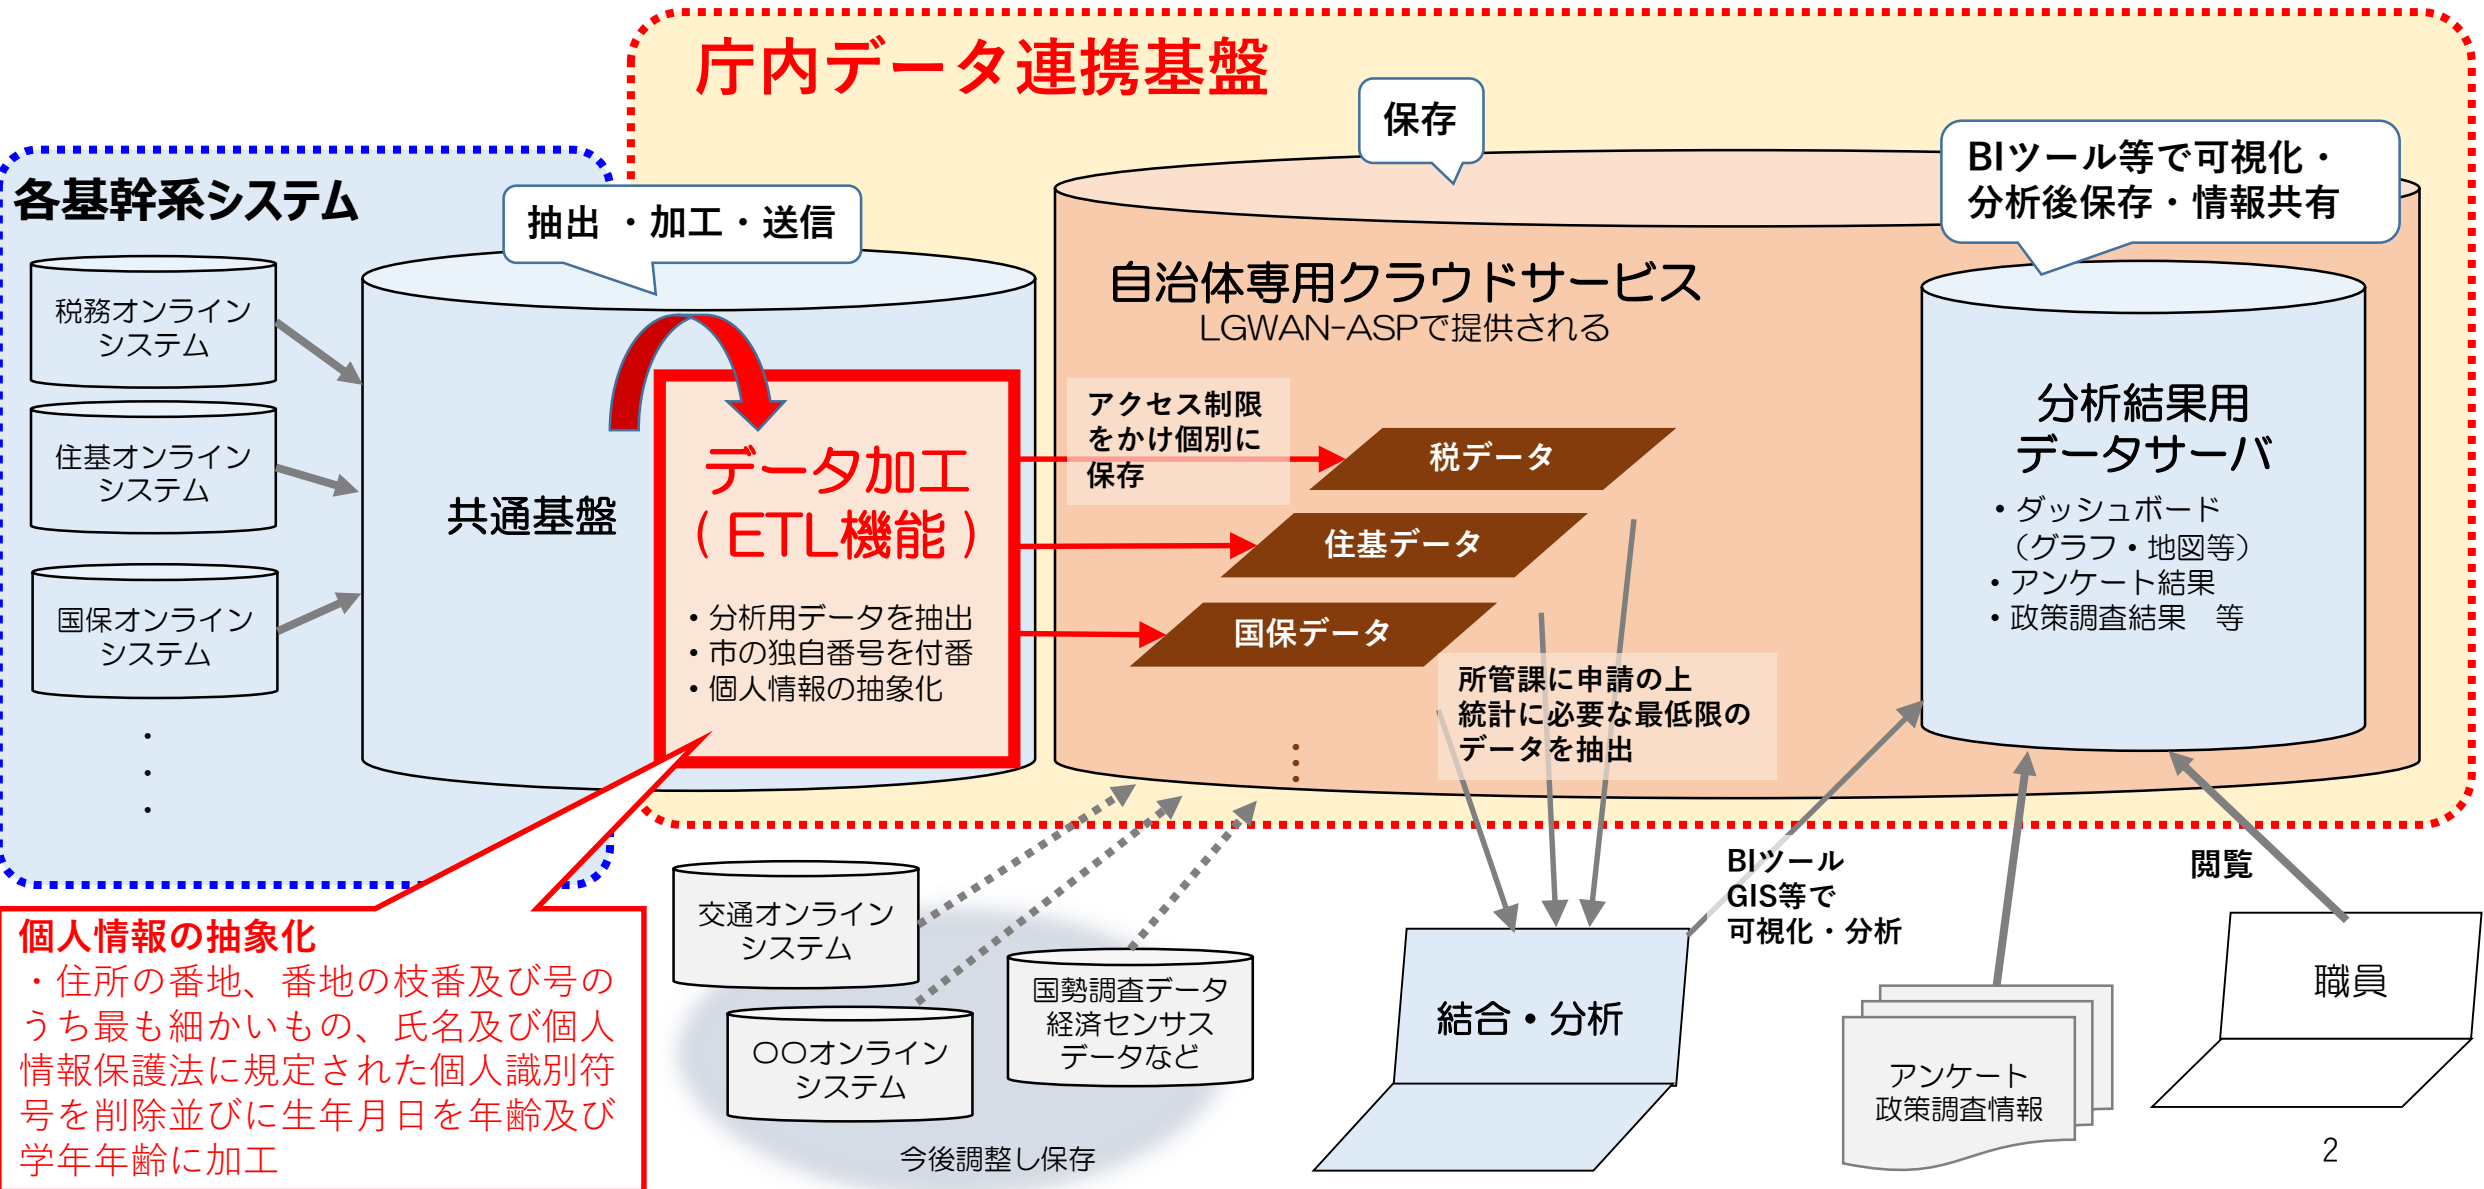 庁内データ連携基盤
各基幹系システム
税務オンライン
システム
住基オンライン
システム
国保オンライン
システム
・
・
・
抽出 ・加工・送信
共通基盤
データ加工
（ETL機能）
・分析用データを抽出
・市の独自番号を付番
・個人情報の抽象化
保存
自治体専用クラウドサービス
LGWAN-ASPで提供される
アクセス制限
をかけ個別に
保存
税データ
住基データ
国保データ
・・・
所管課に申請の上
統計に必要な最低限の
データを抽出
BIツール等で可視化・
分析後保存・情報共有
分析結果用
データサーバ
・ダッシュボード
（グラフ・地図等）
・アンケート結果
・政策調査結果　等
個人情報の抽象化
・住所の番地、番地の枝番及び号の
うち最も細かいもの、氏名及び個人
情報保護法に規定された個人識別符
号を削除並びに生年月日を年齢及び
学年年齢に加工
交通オンライン
システム
〇〇オンライン
システム
国勢調査データ
経済センサス
データなど
今後調整し保存
結合・分析
BIツール
GIS等で
可視化・分析
アンケート
政策調査情報
閲覧
職員
2